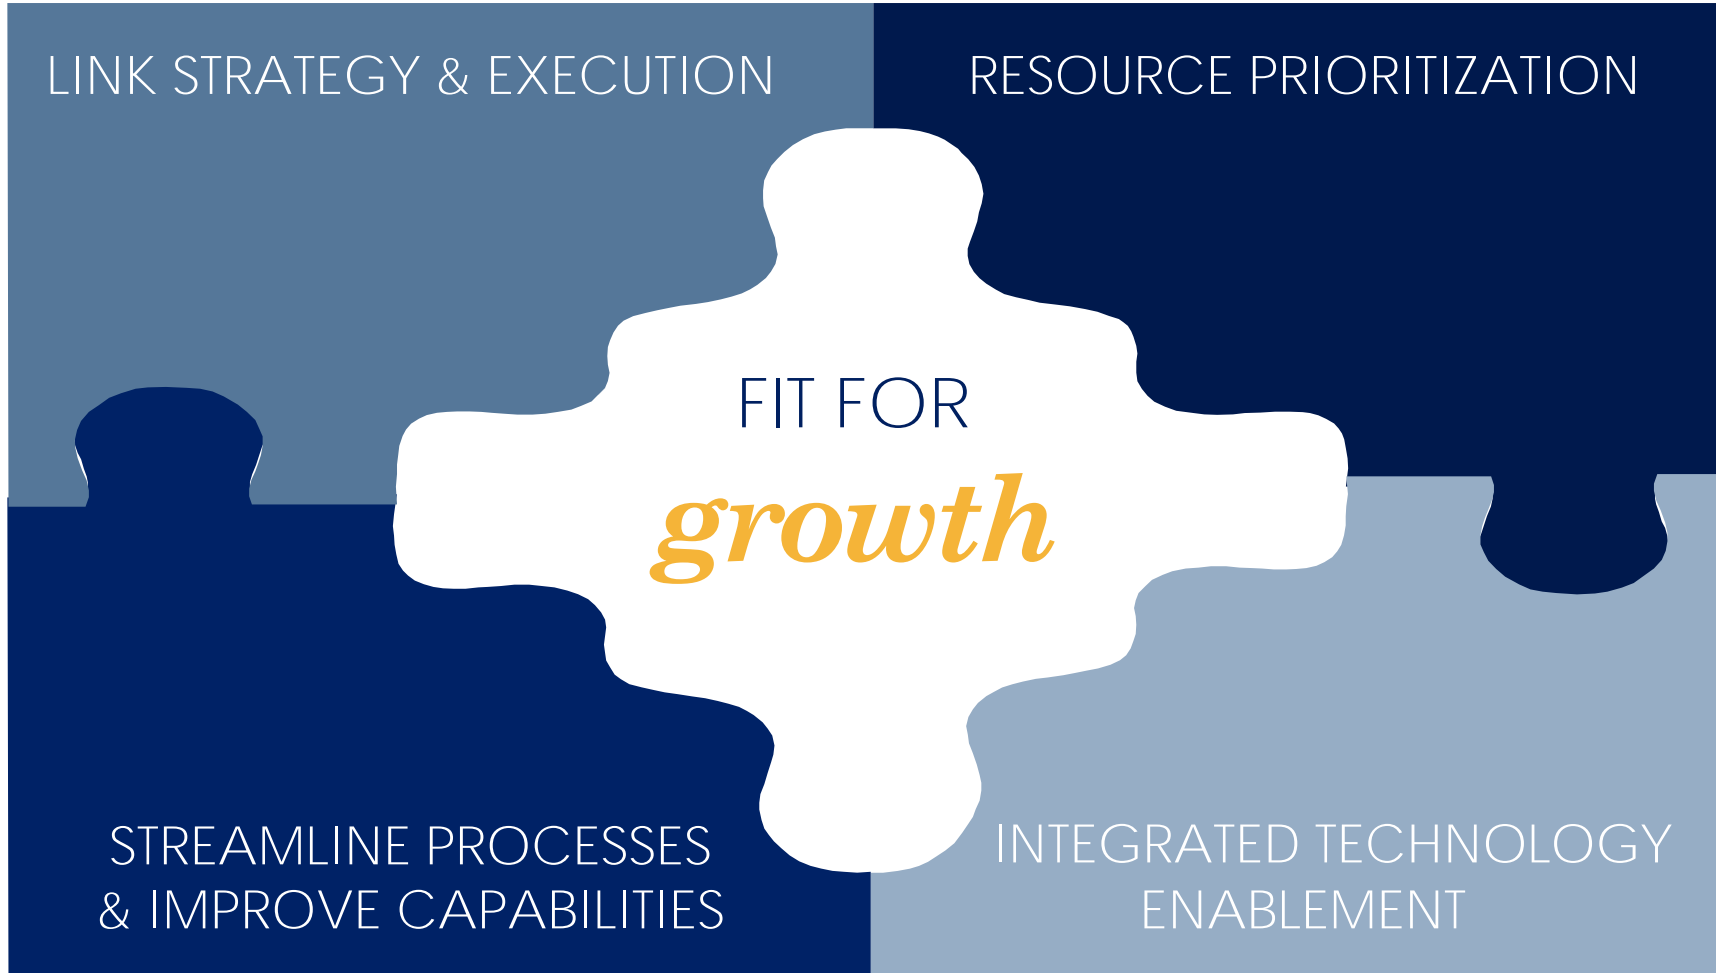 LINK STRATEGY & EXECUTION
RESOURCE PRIORITIZATION
FIT FOR
growth
STREAMLINE PROCESSES
& IMPROVE CAPABILITIES
INTEGRATED TECHNOLOGY
ENABLEMENT